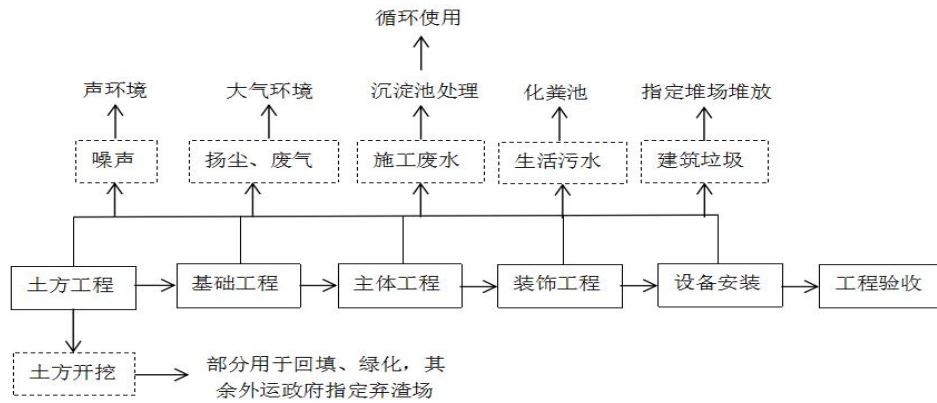 循环使用
声环境
大气环境
沉淀池处理
化粪池
指定堆场堆放
噪声
扬尘、废气
施工废水
生活污水
建筑垃圾
土方工程
基础工程
主体工程
装饰工程
设备安装
工程验收
土方开挖
部分用于回填、绿化，其
余外运政府指定弃渣场